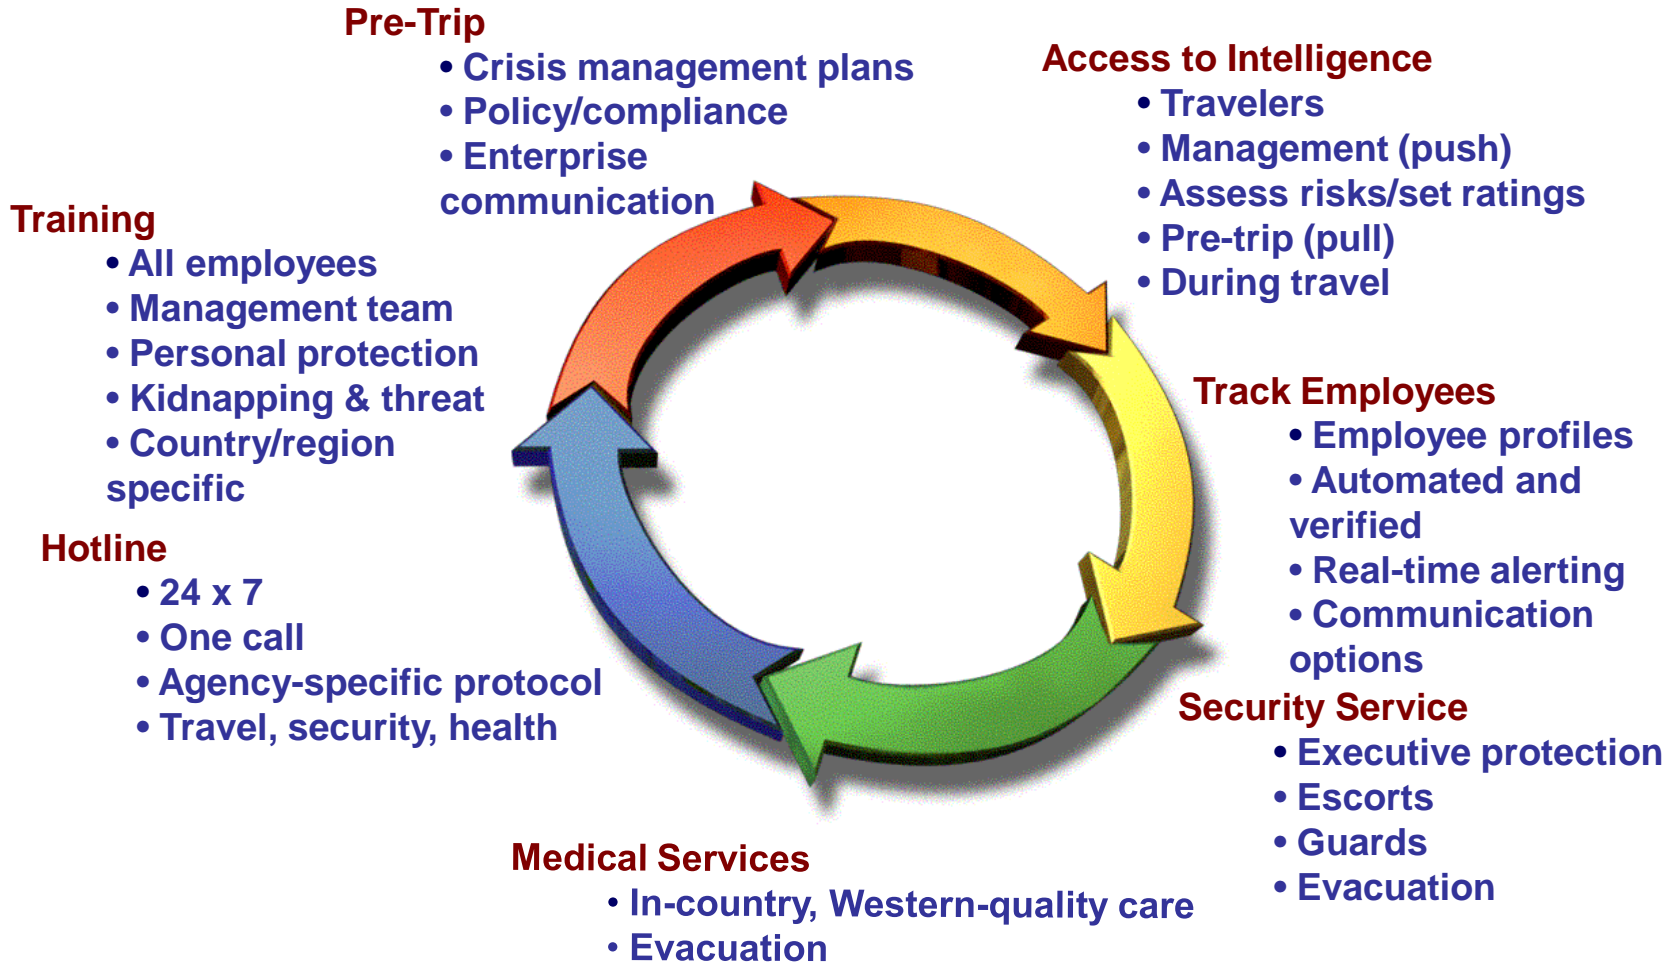 Pre-Trip
• Crisis management plans
• Policy/compliance
• Enterprise
communication
Access to Intelligence
• Travelers
• Management (push)
• Assess risks/set ratings
• Pre-trip (pull)
• During travel
Track Employees
• Employee profiles
• Automated and
verified
• Real-time alerting
• Communication
options
Security Service
• Executive protection
• Escorts
• Guards
• Evacuation
Medical Services
• In-country, Western-quality care
• Evacuation
Hotline
• 24 x 7
• One call
• Agency-specific protocol
• Travel, security, health
Training
• All employees
• Management team
• Personal protection
• Kidnapping & threat
• Country/region
specific